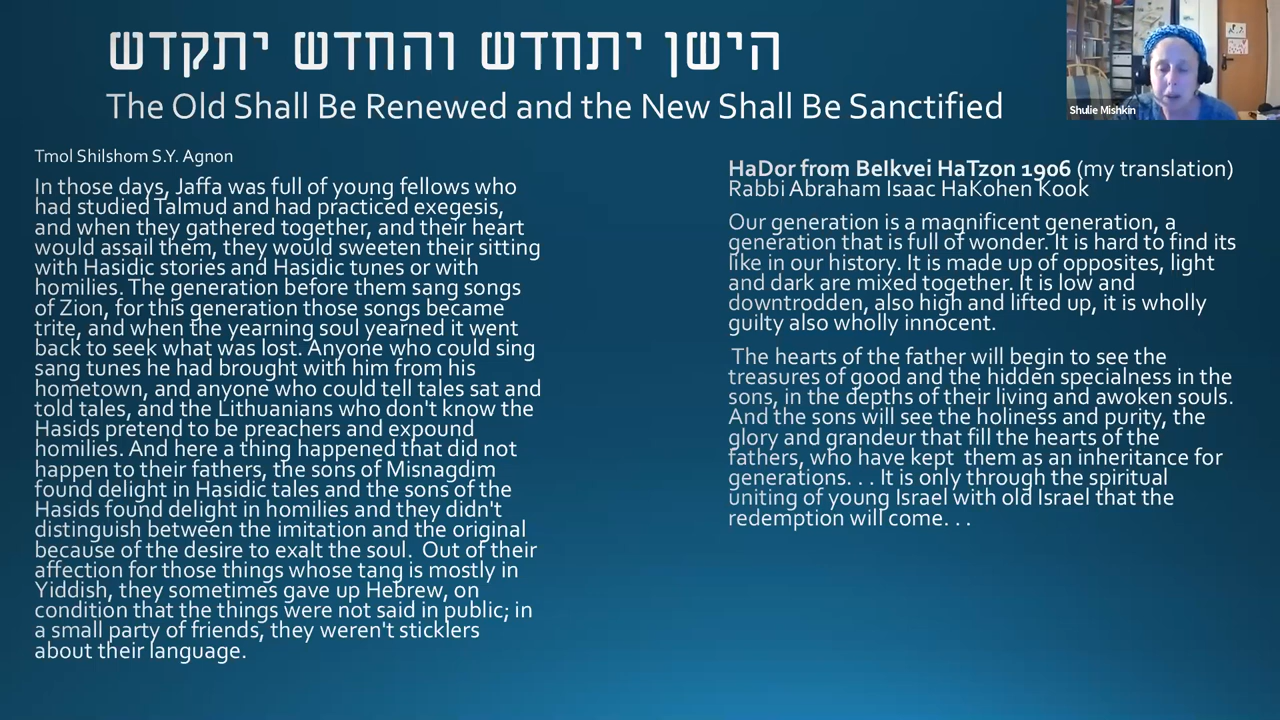 הישן יתחדש והחדש יתקדש
The Old Shall Be Renewed and the New Shall Be Sanctified
Shulie Mishkin
Tmol Shilshom S.Y. Agnon
In those days, Jaffa was full of young fellows who
had studied Talmud and had practiced exegesis,
and when they gathered together, and their heart
would assail them, they would sweeten their sitting
with Hasidic stories and Hasidic tunes or with
homilies. The generation before them sang songs
of Zion, for this generation those songs became
trite, and when the yearning soul yearned it went
back to seek what was lost. Anyone who could sing
sang tunes he had brought with him from his
hometown, and anyone who could tell tales sat and
told tales, and the Lithuanians who don't know the
Hasids pretend to be preachers and expound
homilies. And here a thing happened that did not
happen to their fathers, the sons of Misnagdim
found delight in Hasidic tales and the sons of the
Hasids found delight in homilies and they didn't
distinguish between the imitation and the original
because of the desire to exalt the soul. Out of their
affection for those things whose tang is mostly in
Yiddish, they sometimes gave up Hebrew, on
condition that the things were not said in public; in
a small party of friends, they weren't sticklers
about their language.
HaDor from BeIkvei HaTzon 1906 (my translation)
Rabbi Abraham Isaac HaKohen Kook
Our generation is a magnificent generation, a
generation that is full of wonder. It is hard to find its
like in our history. It is made up of opposites, light
and dark are mixed together. It is low and
downtrodden, also high and lifted up, it is wholly
guilty also wholly innocent.
The hearts of the father will begin to see the
treasures of good and the hidden specialness in the
sons, in the depths of their living and awoken souls.
And the sons will see the holiness and purity, the
glory and grandeur that fill the hearts of the
fathers, who have kept them as an inheritance for
generations. . . It is only through the spiritual
uniting of young Israel with old Israel that the
redemption will come. . .